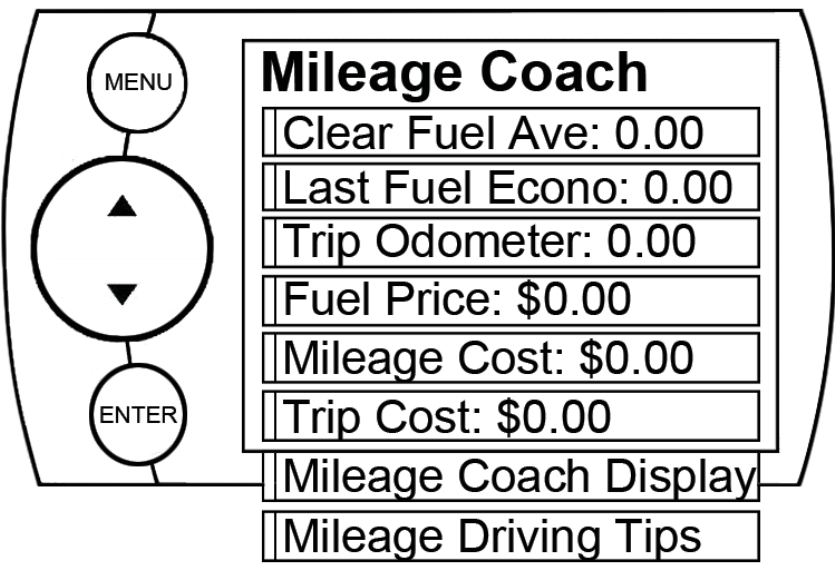 MENU
Mileage Coach
Clear Fuel Ave: 0.00
Last Fuel Econo: 0.00
Trip Odometer: 0.00
Fuel Price: $0.00
Mileage Cost: $0.00
ENTER
Trip Cost: $0.00
Mileage Coach Display
Mileage Driving Tips